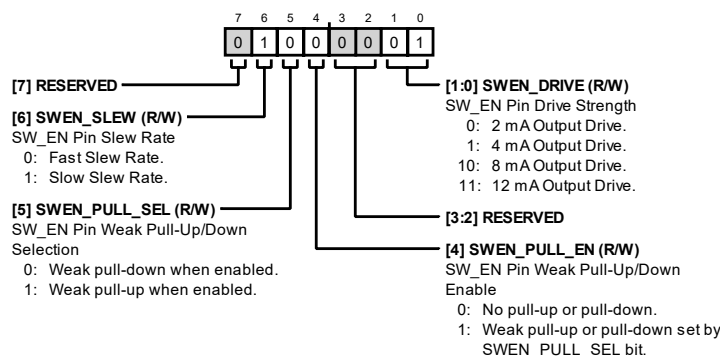 7 6 5 4 3 2 1 0
0 1 0 0 0 0 0 1
[7] RESERVED
[6] SWEN_SLEW (R/W)
SW_EN Pin Slew Rate
0: Fast Slew Rate.
1: Slow Slew Rate.
[5] SWEN_PULL_SEL (R/W)
SW_EN Pin Weak Pull-Up/Down
Selection
0: Weak pull-down when enabled.
1: Weak pull-up when enabled.
[1:0] SWEN_DRIVE (R/W)
SW_EN Pin Drive Strength
0: 2 mA Output Drive.
1: 4 mA Output Drive.
10: 8 mA Output Drive.
11: 12 mA Output Drive.
[3:2] RESERVED
[4] SWEN_PULL_EN (R/W)
SW_EN Pin Weak Pull-Up/Down
Enable
0: No pull-up or pull-down.
1: Weak pull-up or pull-down set by
SWEN_PULL_SEL bit.